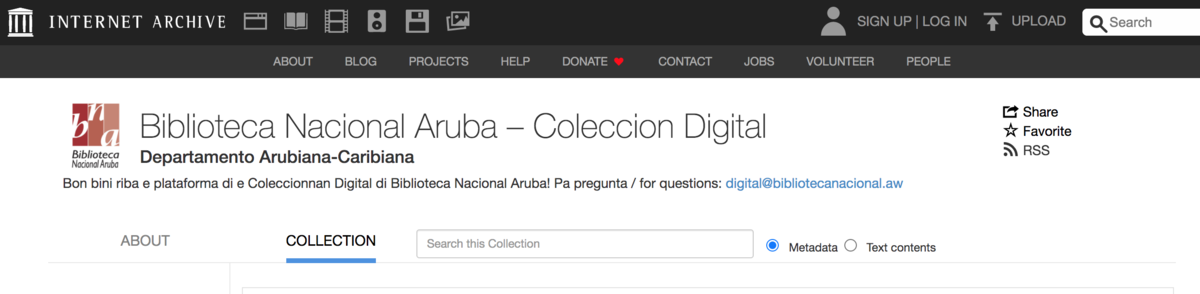 INTERNET ARCHIVE
SIGN UP | LOG IN
UPLOAD
Search
ABOUT BLOG PROJECTS HELP DONATE CONTACT JOBS VOLUNTEER PEOPLE
bna
Biblioteca
Nacional Aruba
Biblioteca Nacional Aruba – Coleccion Digital
Departamento Arubiana-Caribiana
Share
Favorite
RSS
Bon bini riba e plataforma di e Coleccionnan Digital di Biblioteca Nacional Aruba! Pa pregunta / for questions: digital@bibliotecanacional.aw
ABOUT
COLLECTION
Search this Collection
Metadata
Text contents